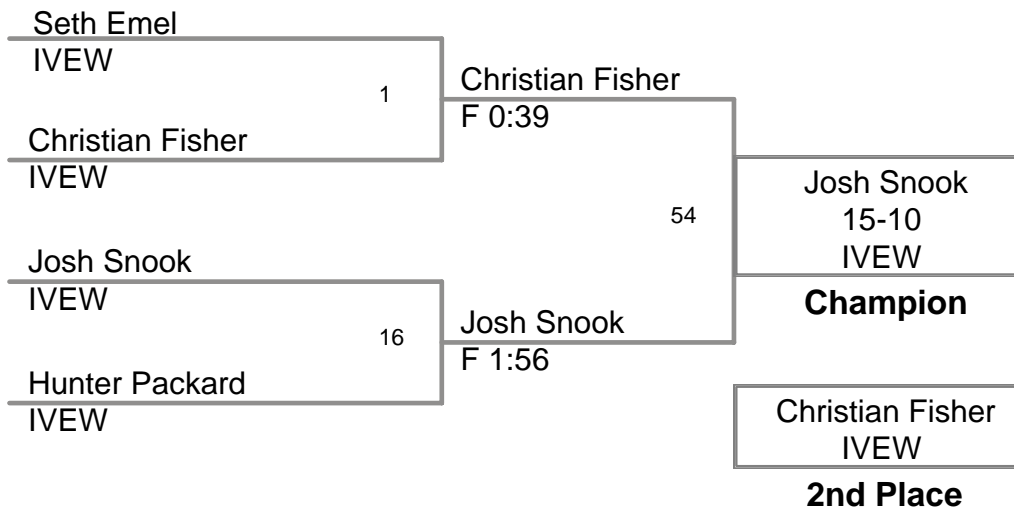 Seth Emel
IVEW
1
Christian Fisher
F 0:39
Christian Fisher
IVEW
54
Josh Snook
15-10
IVEW
Champion
Josh Snook
IVEW
16
Josh Snook
F 1:56
Hunter Packard
IVEW
Christian Fisher
IVEW
2nd Place